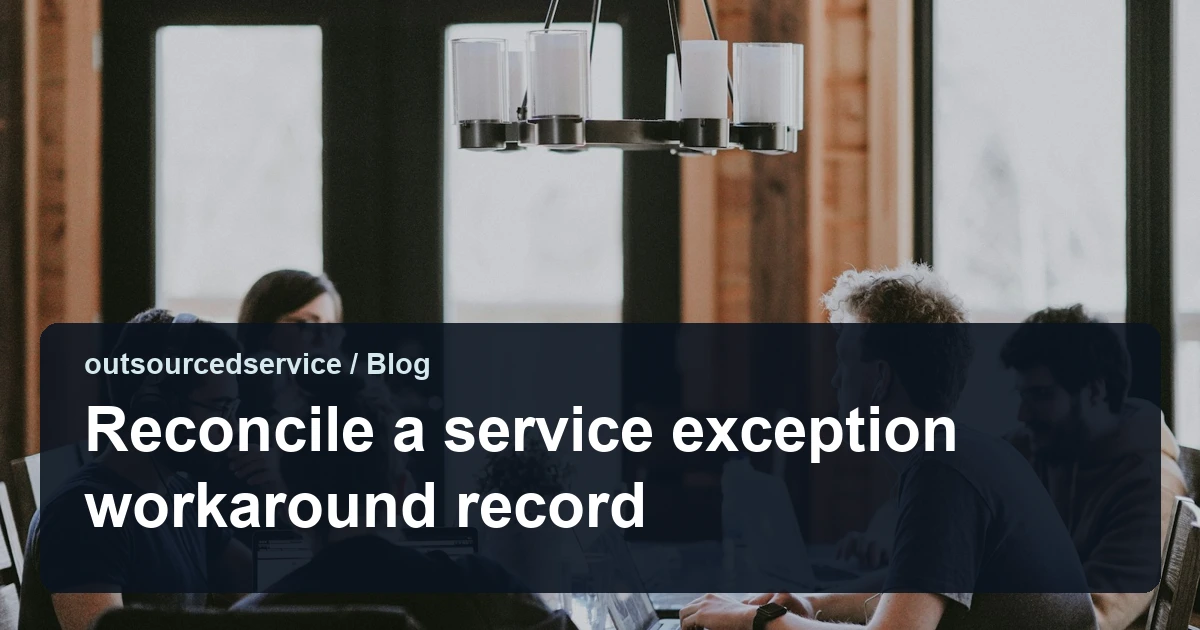 outsourcedservice / Blog
Reconcile a service exception
workaround record